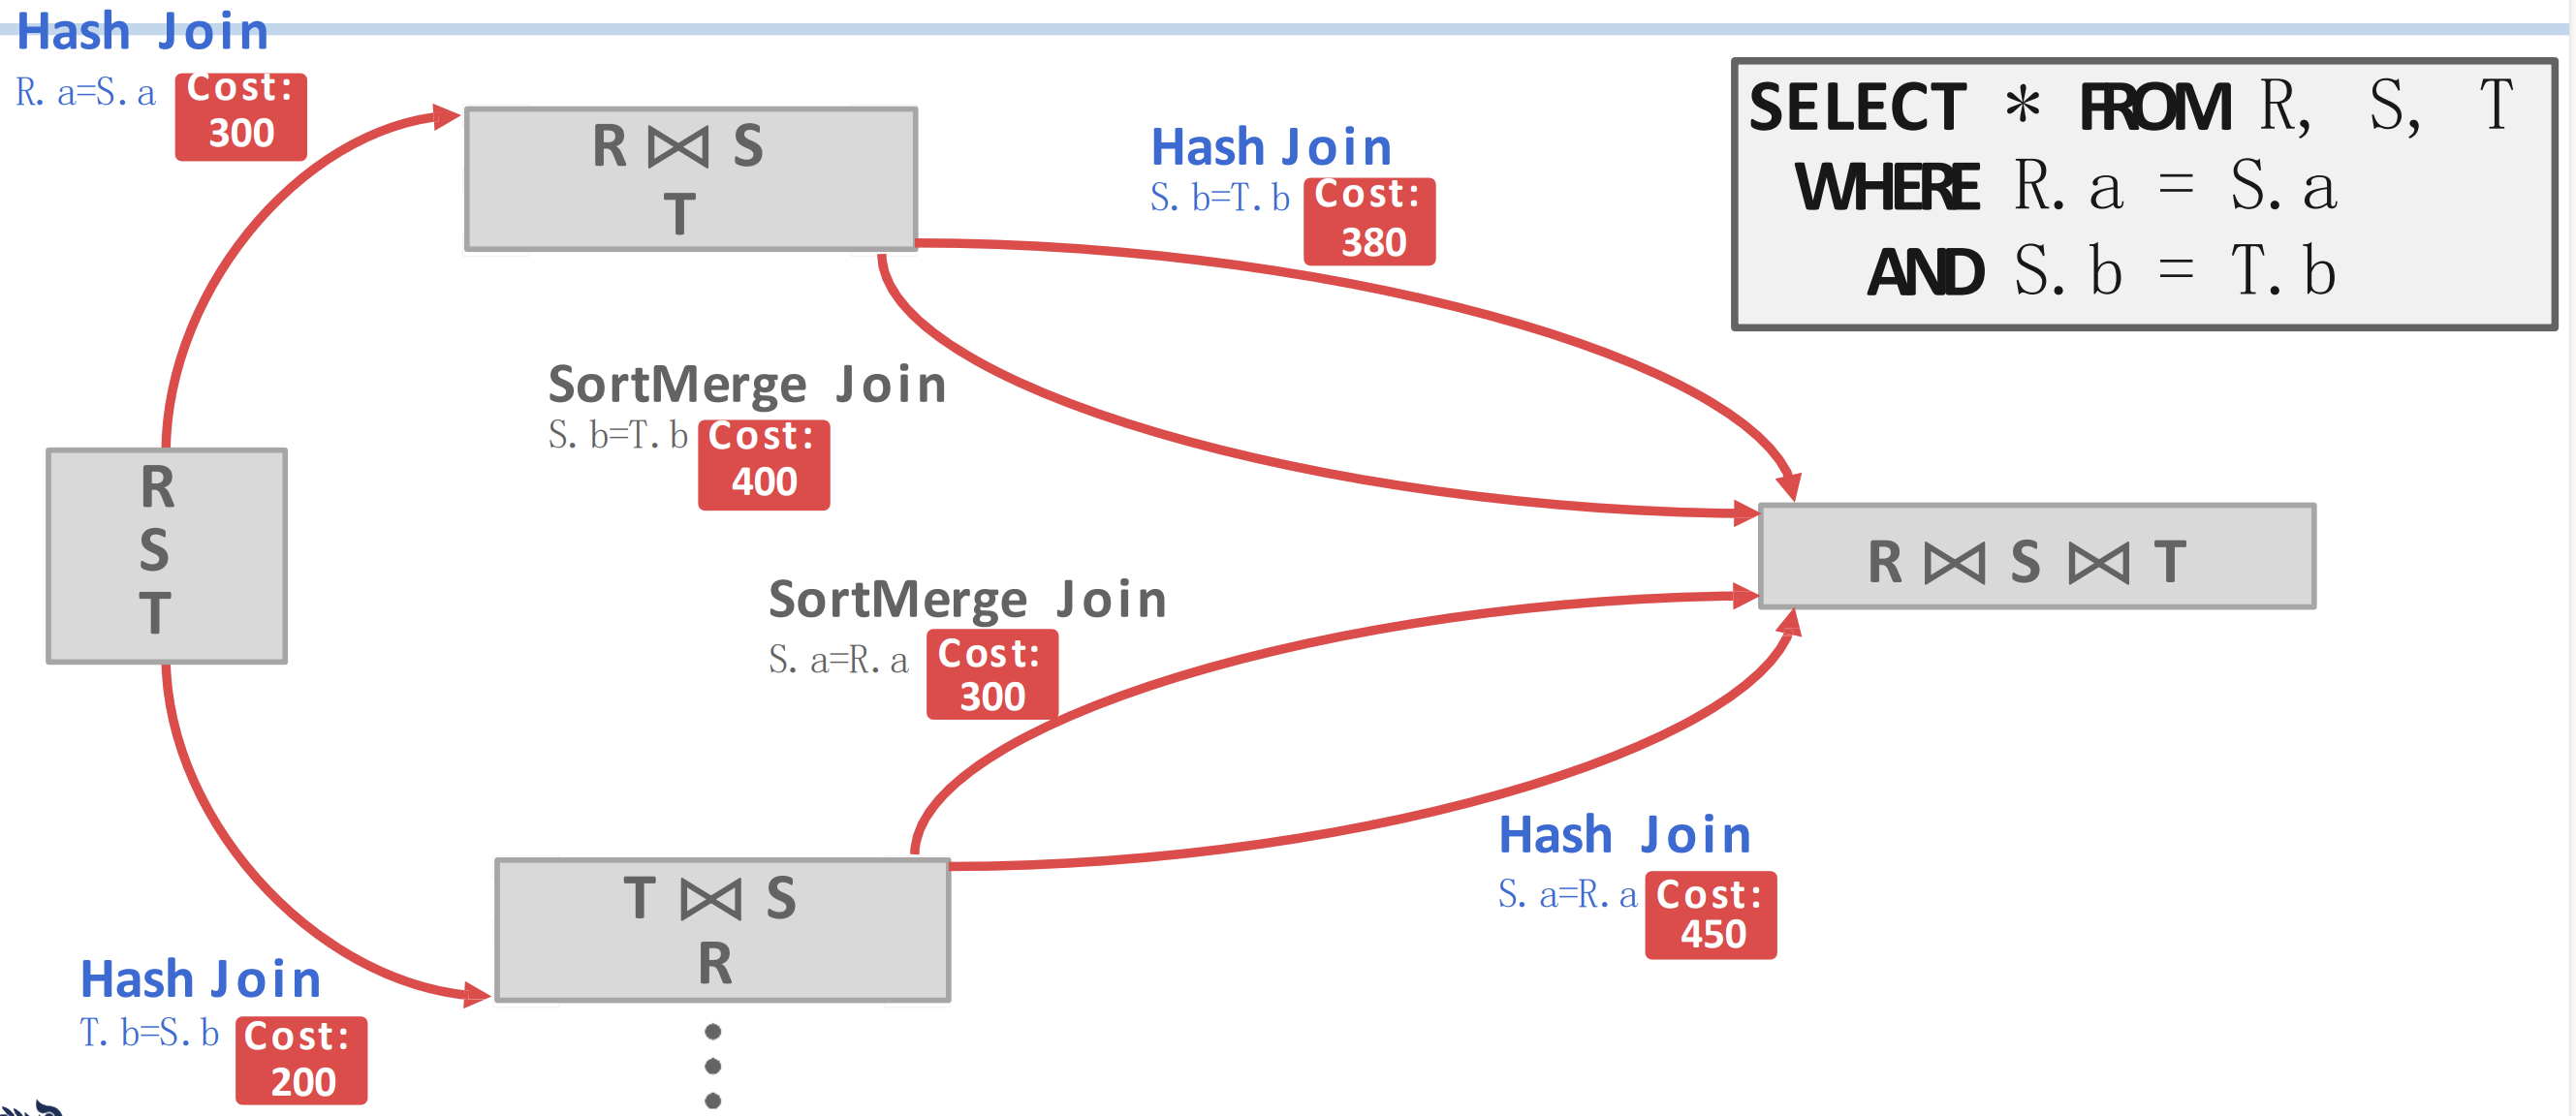 Hash Join
R.a=S.a
Cost:
300
R ⋈ S
T
Hash Join
S.b=T.b
Cost:
380
SELECT * FROM R, S, T
WHERE R.a = S.a
AND S.b = T.b
SortMerge Join
S.b=T.b
Cost:
400
R
S
T
R ⋈ S ⋈ T
SortMerge Join
S.a=R.a
Cost:
300
T ⋈ S
R
Hash Join
S.a=R.a
Cost:
450
Hash Join
T.b=S.b
Cost:
200